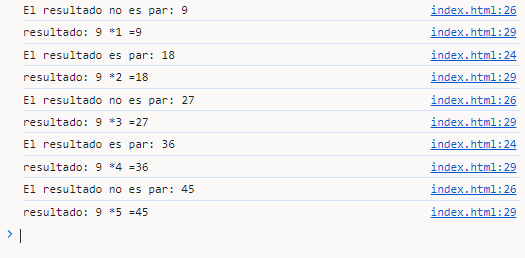 El resultado no es par: 9 index.html:26
resultado: 9 *1 =9 index.html:29
El resultado es par: 18 index.html:24
resultado: 9 *2 =18 index.html:29
El resultado no es par: 27 index.html:26
resultado: 9 *3 =27 index.html:29
El resultado es par: 36 index.html:24
resultado: 9 *4 =36 index.html:29
El resultado no es par: 45 index.html:26
resultado: 9 *5 =45 index.html:29
>